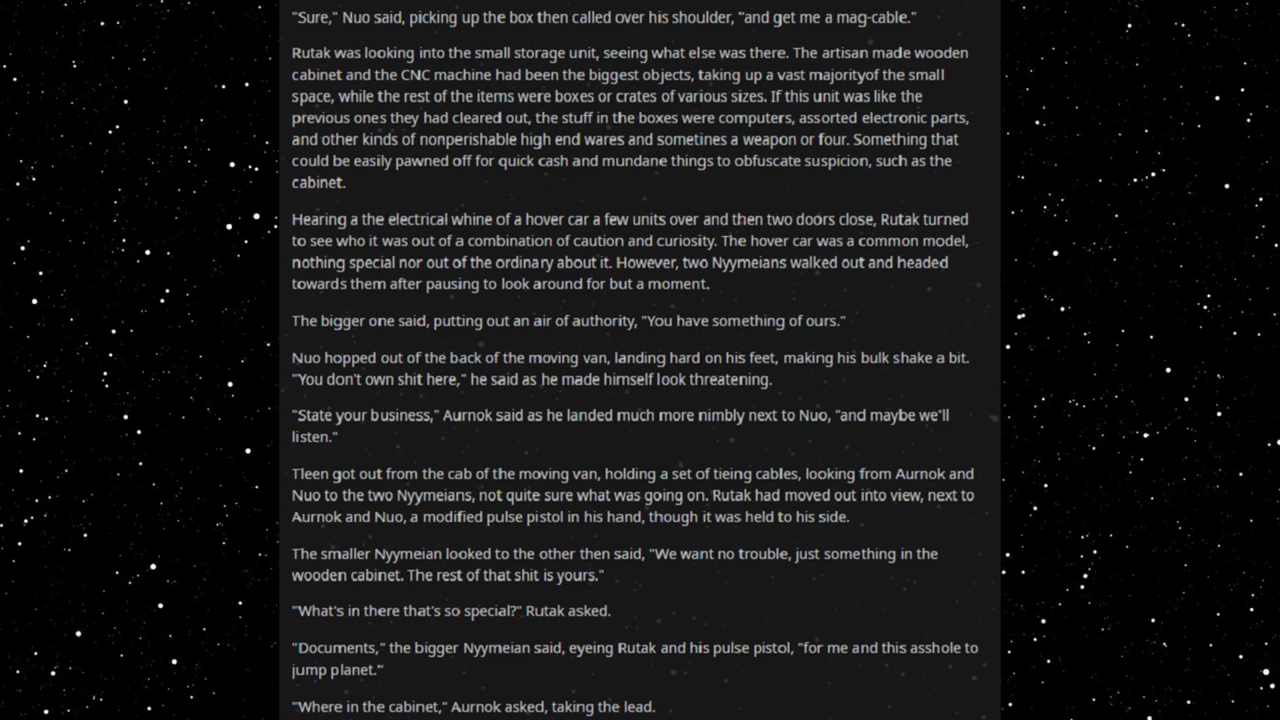 "Sure," Nuo said, picking up the box then called over his shoulder, "and get me a mag-cable."
Rutak was looking into the small storage unit, seeing what else was there. The artisan made wooden
cabinet and the CNC machine had been the biggest objects, taking up a vast majorityof the small
space, while the rest of the items were boxes or crates of various sizes. If this unit was like the
previous ones they had cleared out, the stuff in the boxes were computers, assorted electronic parts,
and other kinds of nonperishable high end wares and sometines a weapon or four. Something that
could be easily pawned off for quick cash and mundane things to obfuscate suspicion, such as the
cabinet.
Hearing a the electrical whine of a hover car a few units over and then two doors close, Rutak turned
to see who it was out of a combination of caution and curiosity. The hover car was a common model,
nothing special nor out of the ordinary about it. However, two Nyymeians walked out and headed
towards them after pausing to look around for but a moment.
The bigger one said, putting out an air of authority, "You have something of ours."
Nuo hopped out of the back of the moving van, landing hard on his feet, making his bulk shake a bit.
"You don't own shit here," he said as he made himself look threatening.
"State your business," Aurnok said as he landed much more nimbly next to Nuo, "and maybe we'll
listen."
Tleen got out from the cab of the moving van, holding a set of tieing cables, looking from Aurnok and
Nuo to the two Nyymeians, not quite sure what was going on. Rutak had moved out into view, next to
Aurnok and Nuo, a modified pulse pistol in his hand, though it was held to his side.
The smaller Nyymeian looked to the other then said, "We want no trouble, just something in the
wooden cabinet. The rest of that shit is yours."
"What's in there that's so special?" Rutak asked.
"Documents," the bigger Nyymeian said, eyeing Rutak and his pulse pistol, "for me and this asshole to
jump planet."
"Where in the cabinet," Aurnok asked, taking the lead.